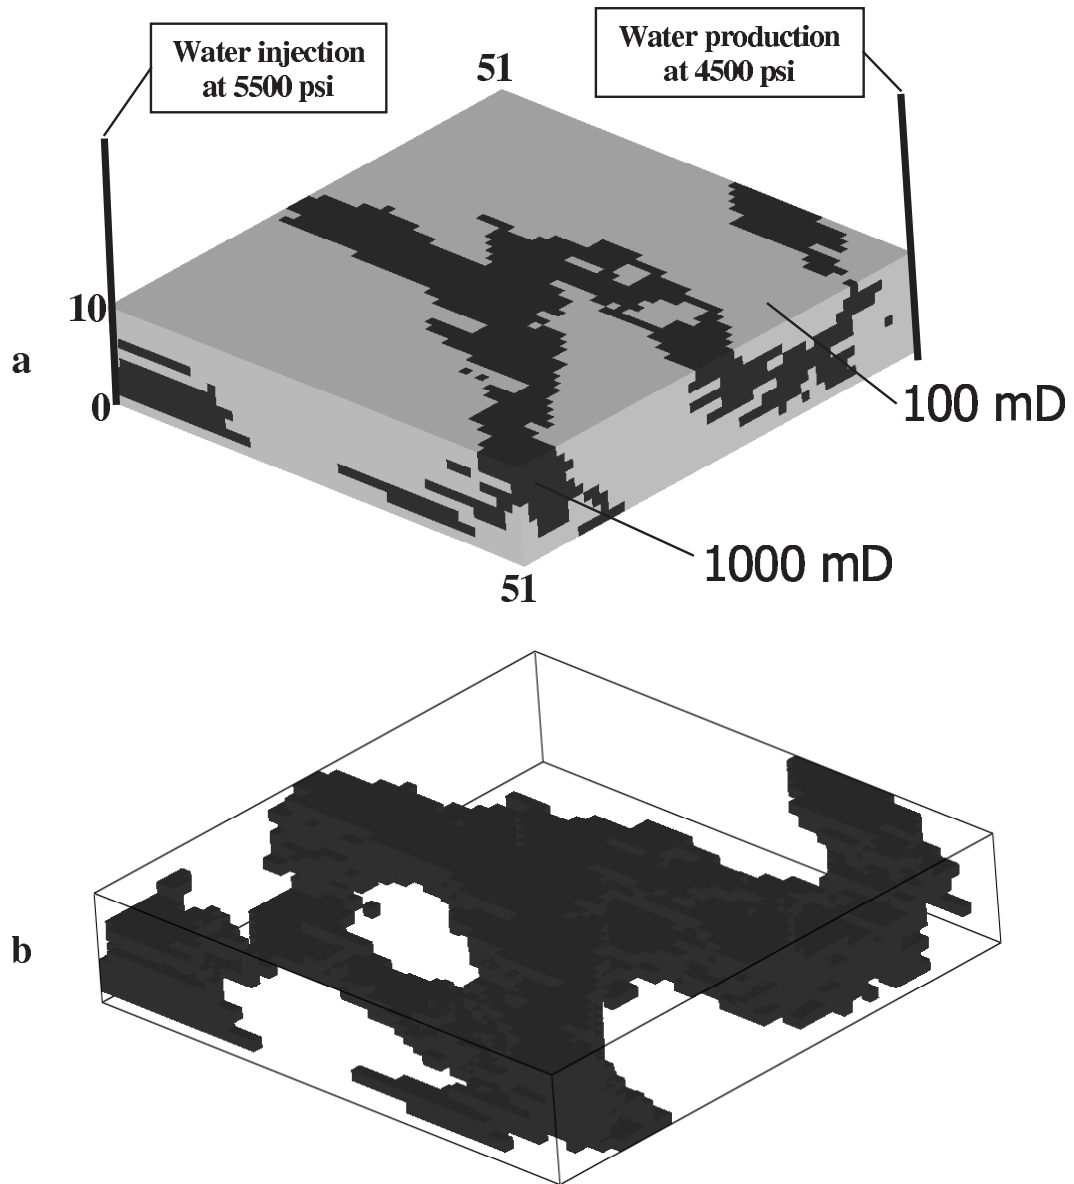 Water injection
at 5500 psi
Water production
at 4500 psi
51
10
a
0
100 mD
1000 mD
51
b